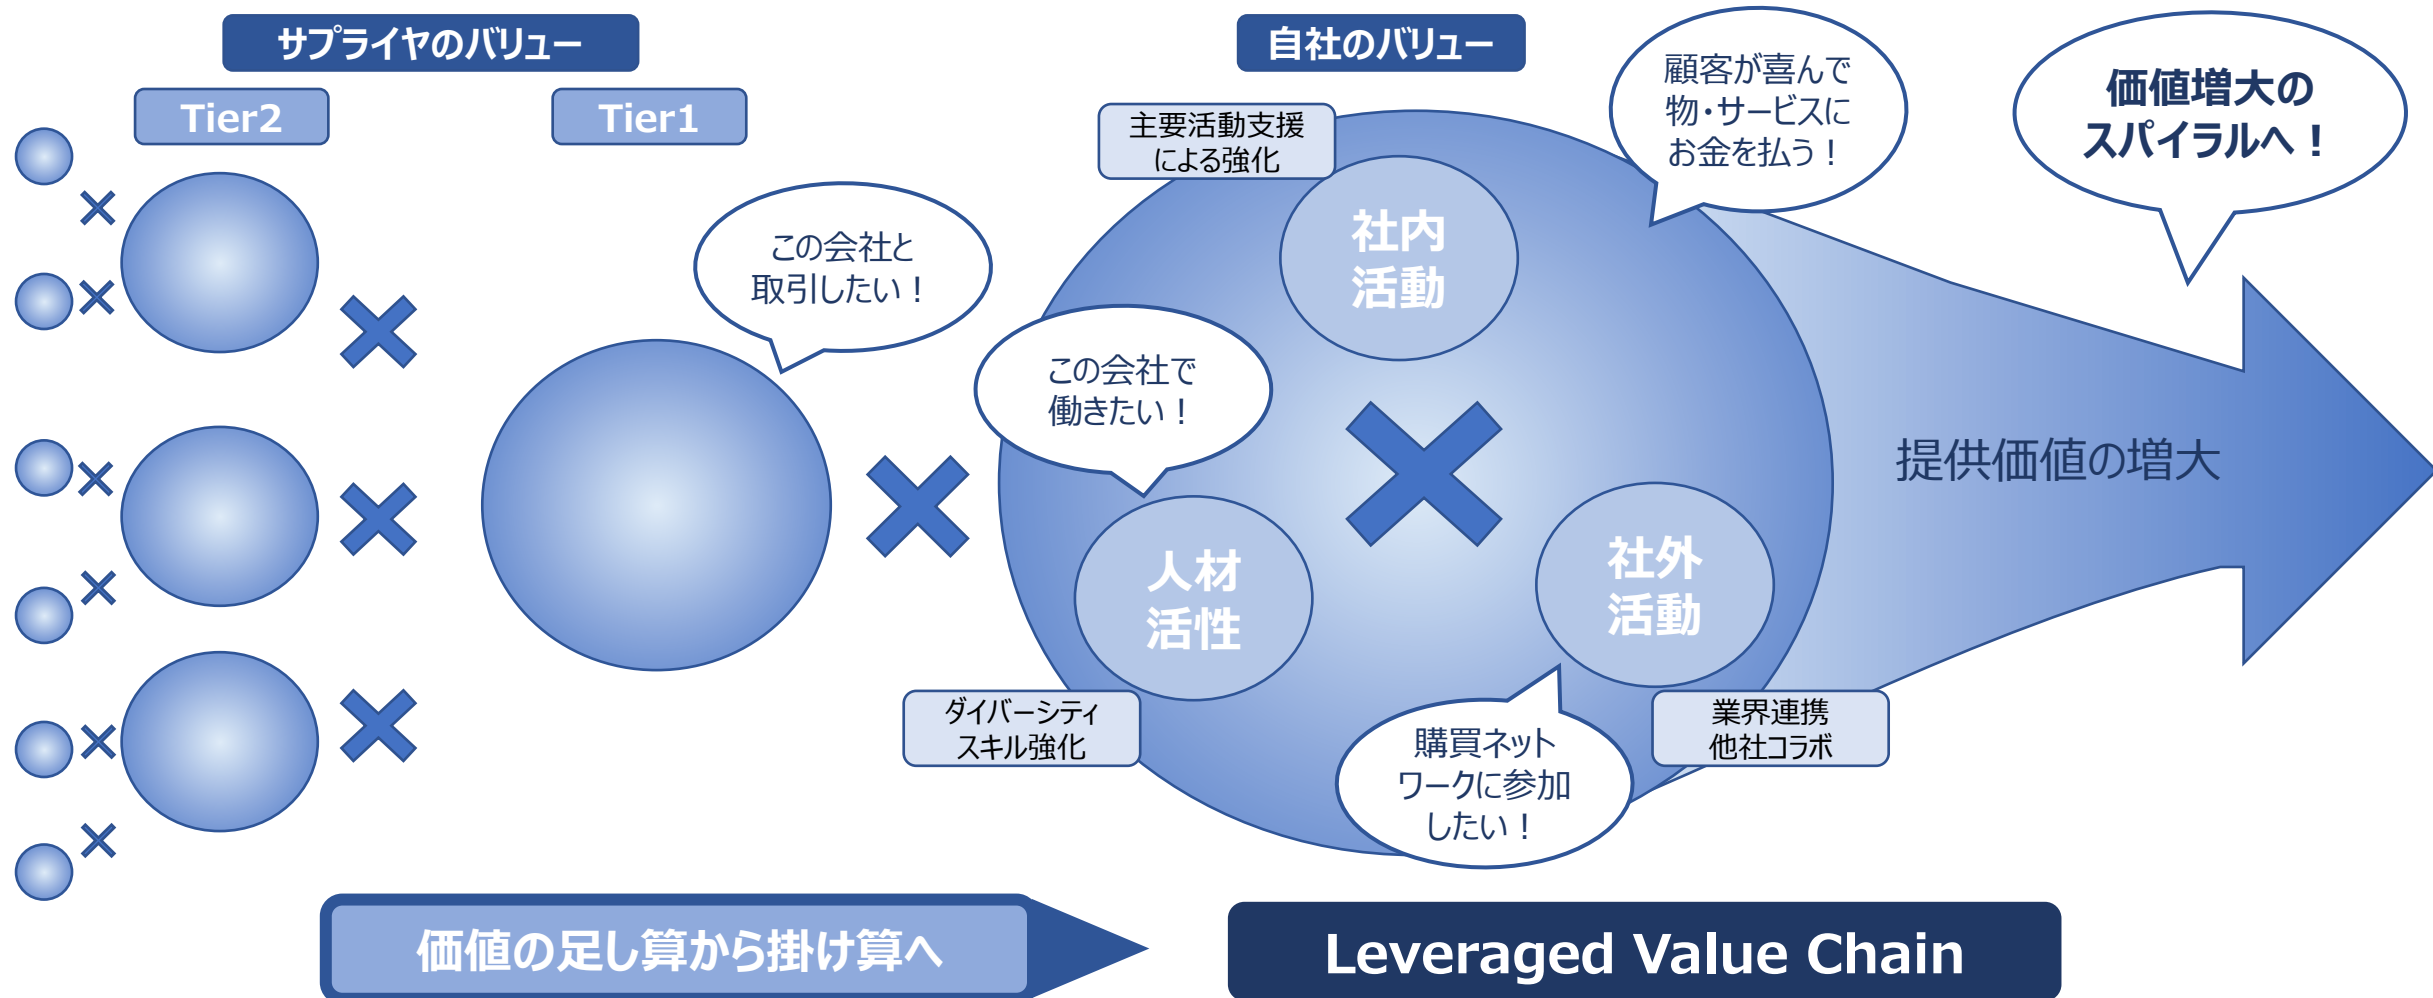 サプライヤのバリュー
自社のバリュー
Tier2
Tier1
主要活動支援
による強化
顧客が喜んで
物・サービスに
お金を払う！
価値増大の
スパイラルへ！
この会社と
取引したい！
社内
活動
この会社で
働きたい！
提供価値の増大
人材
活性
社外
活動
ダイバーシティ
スキル強化
購買ネット
ワークに参加
したい！
業界連携
他社コラボ
価値の足し算から掛け算へ
Leveraged Value Chain